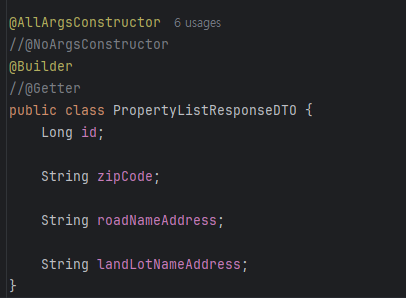 @AllArgsConstructor 6 usages
//@NoArgsConstructor
@Builder
//@Getter
public class PropertyListResponseDTO {
    Long id;
    String zipCode;
    String roadNameAddress;
    String landLotNameAddress;
}